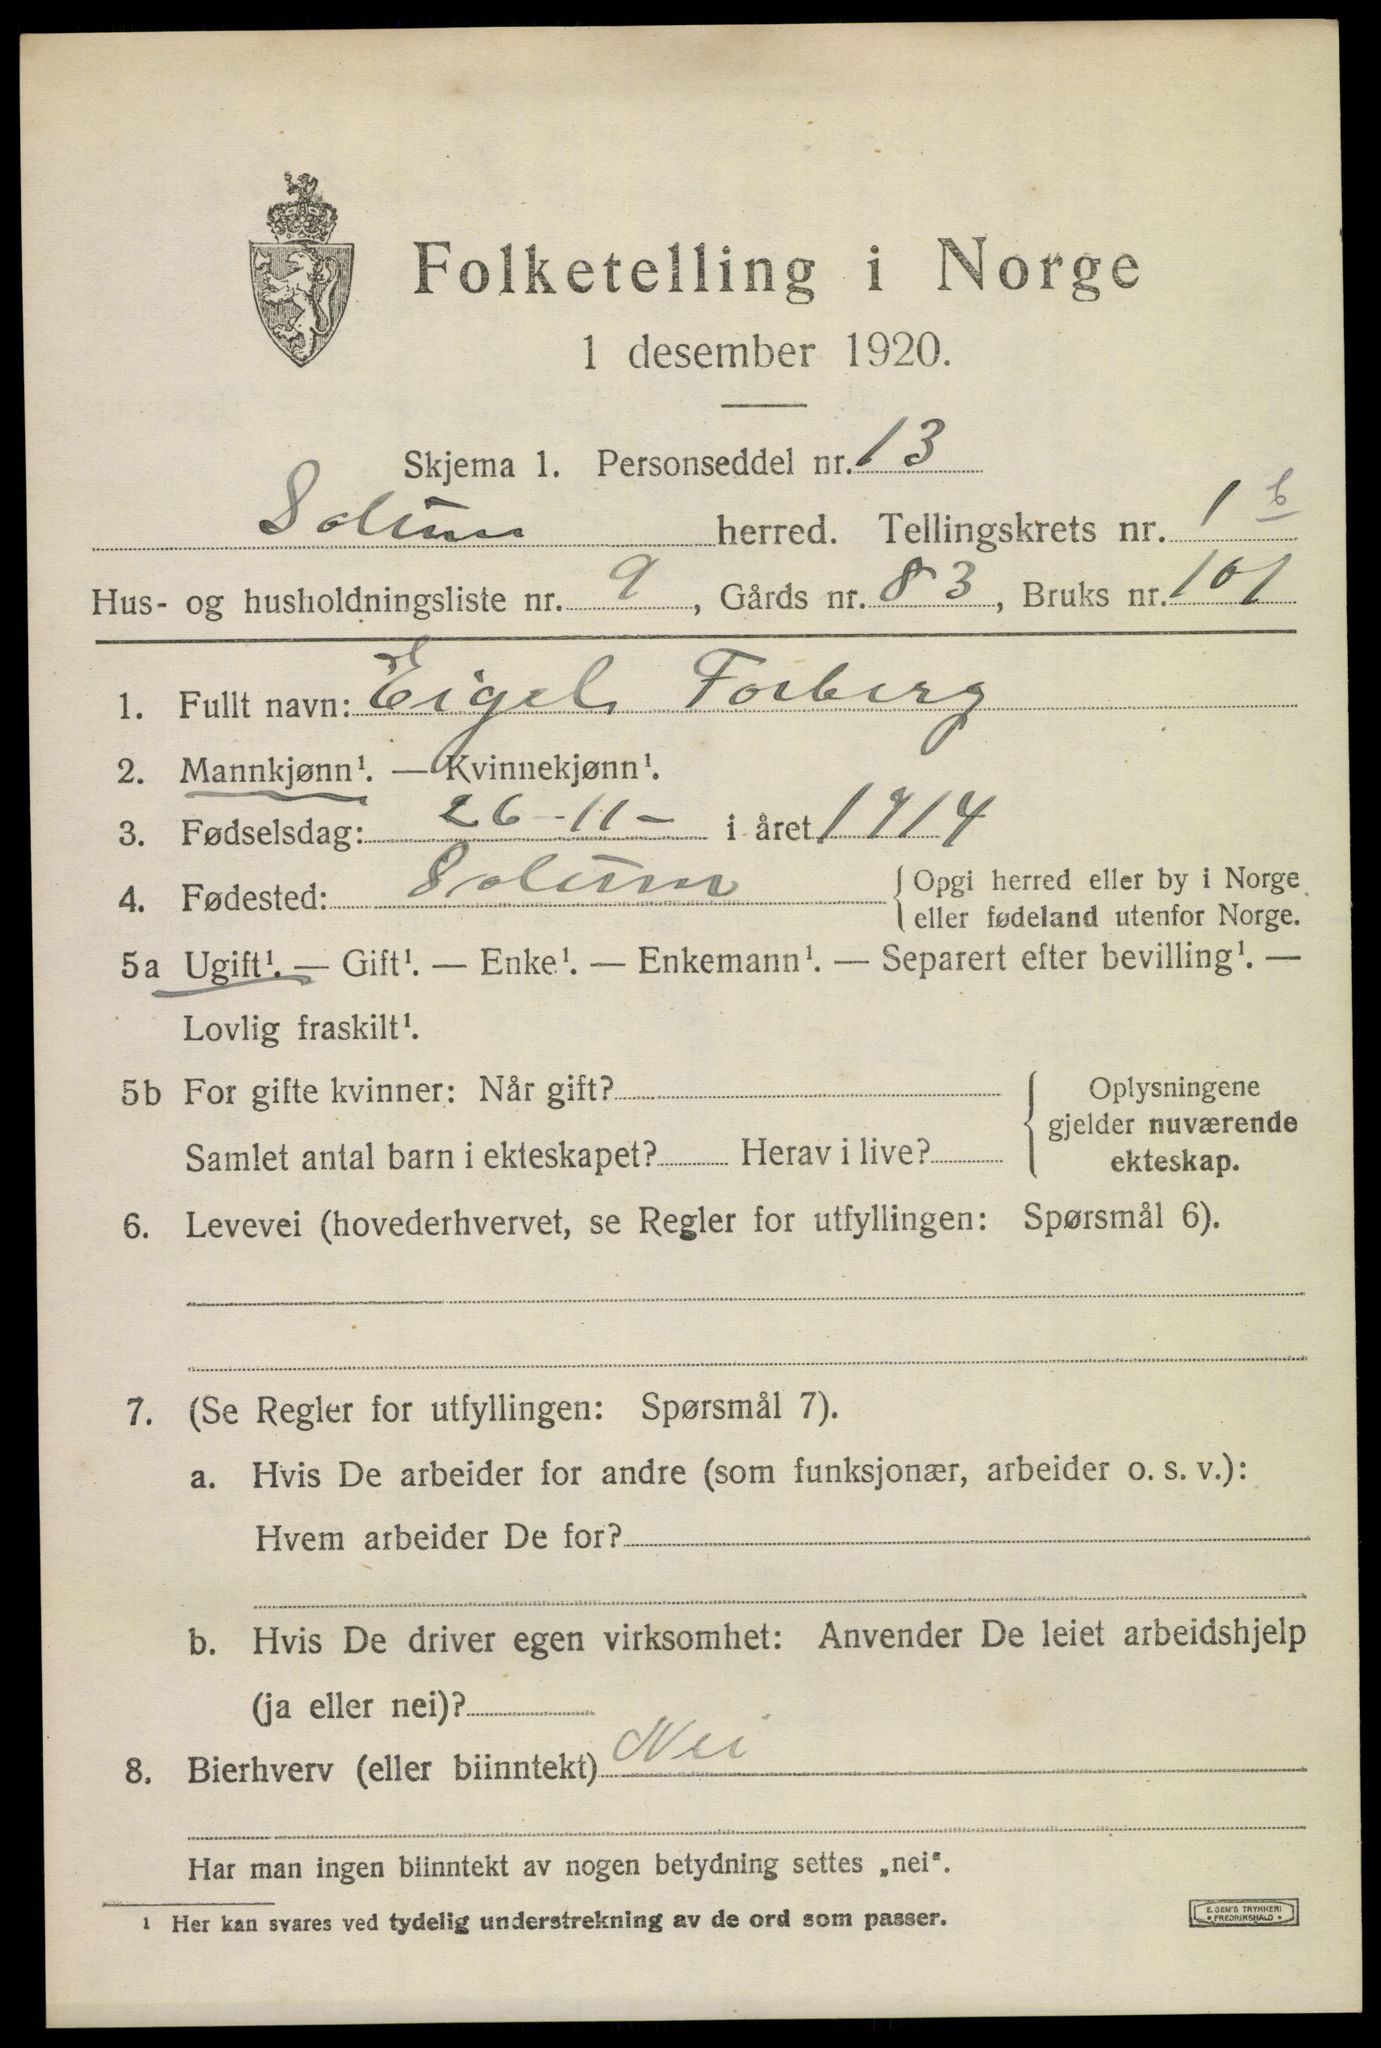 Folketelling i Norge
1 desember 1920.
Skjema 1. Personseddel nr. 13
Solum herred. Tellingskrets nr. 1 b
Hus- og husholdningsliste nr. 9, Gårds nr. 83, Bruks nr. 101
1. Fullt navn: Eigel Forberg
2. Mannkjønn¹. — Kvinnekjønn¹.
3. Fødselsdag: 26-11- i året 1914
4. Fødested: Solum { Opgi herred eller by i Norge
eller fødeland utenfor Norge.
5a Ugift¹. — Gift¹. — Enke¹. — Enkemann¹. — Separert efter bevilling¹. —
Lovlig fraskilt¹.
5b For gifte kvinner: Når gift?
Samlet antal barn i ekteskapet? Herav i live?
{ Oplysningene
gjelder nuværende
ekteskap.
6. Levevei (hovederhvervet, se Regler for utfyllingen: Spørsmål 6).
7. (Se Regler for utfyllingen: Spørsmål 7).
a. Hvis De arbeider for andre (som funksjonær, arbeider o. s. v.):
Hvem arbeider De for?
b. Hvis De driver egen virksomhet: Anvender De leiet arbeidshjelp
(ja eller nei)?
8. Bierhverv (eller biinntekt) Nei
Har man ingen biinntekt av nogen betydning settes „nei".
¹ Her kan svares ved tydelig understrekning av de ord som passer.
E. SEM'S TRYKKERI
• FREDRIKSHALD •